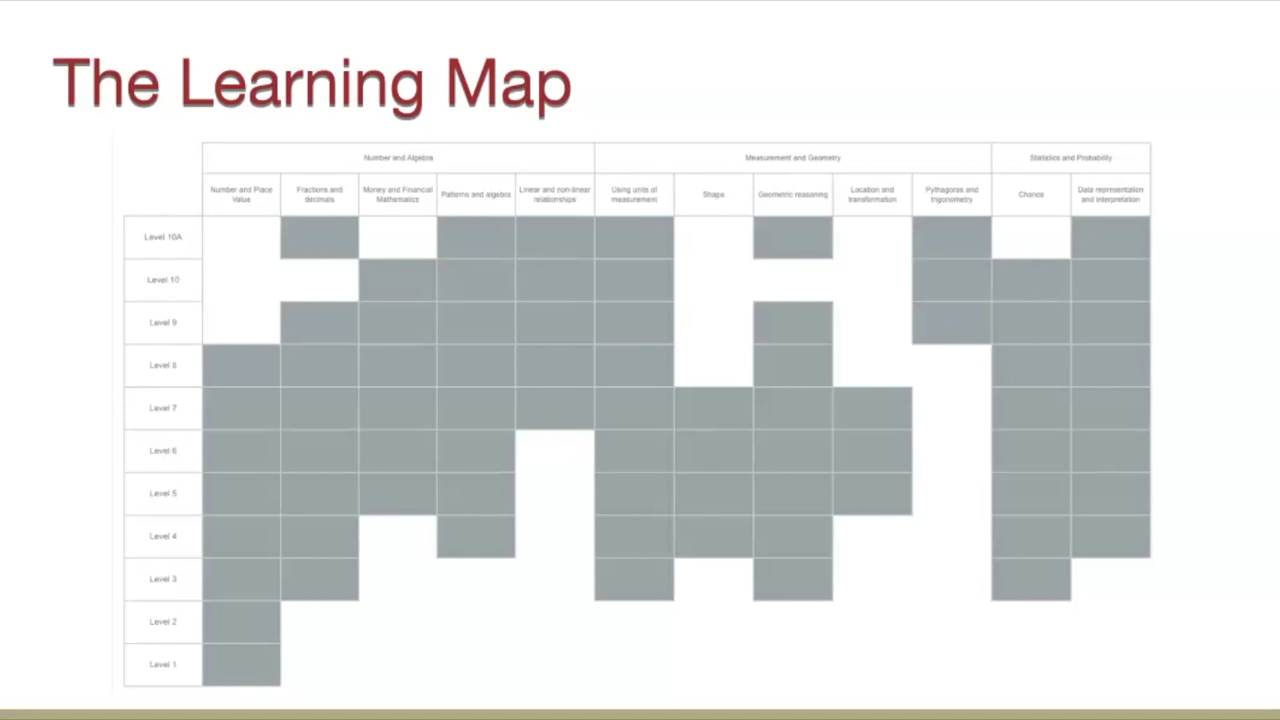 The Learning Map
Number and Algebra
Measurement and Geometry
Statistics and Probability
Number and Place
Value
Fractions and
decimals
Money and Financial
Mathematics
Patterns and algebra
Linear and non-linear
relationships
Using units of
measurement
Shape
Geometric reasoning
Location and
transformation
Pythagoras and
trigonometry
Chance
Data representation
and interpretation
Level 10A
Level 10
Level 9
Level 8
Level 7
Level 6
Level 5
Level 4
Level 3
Level 2
Level 1